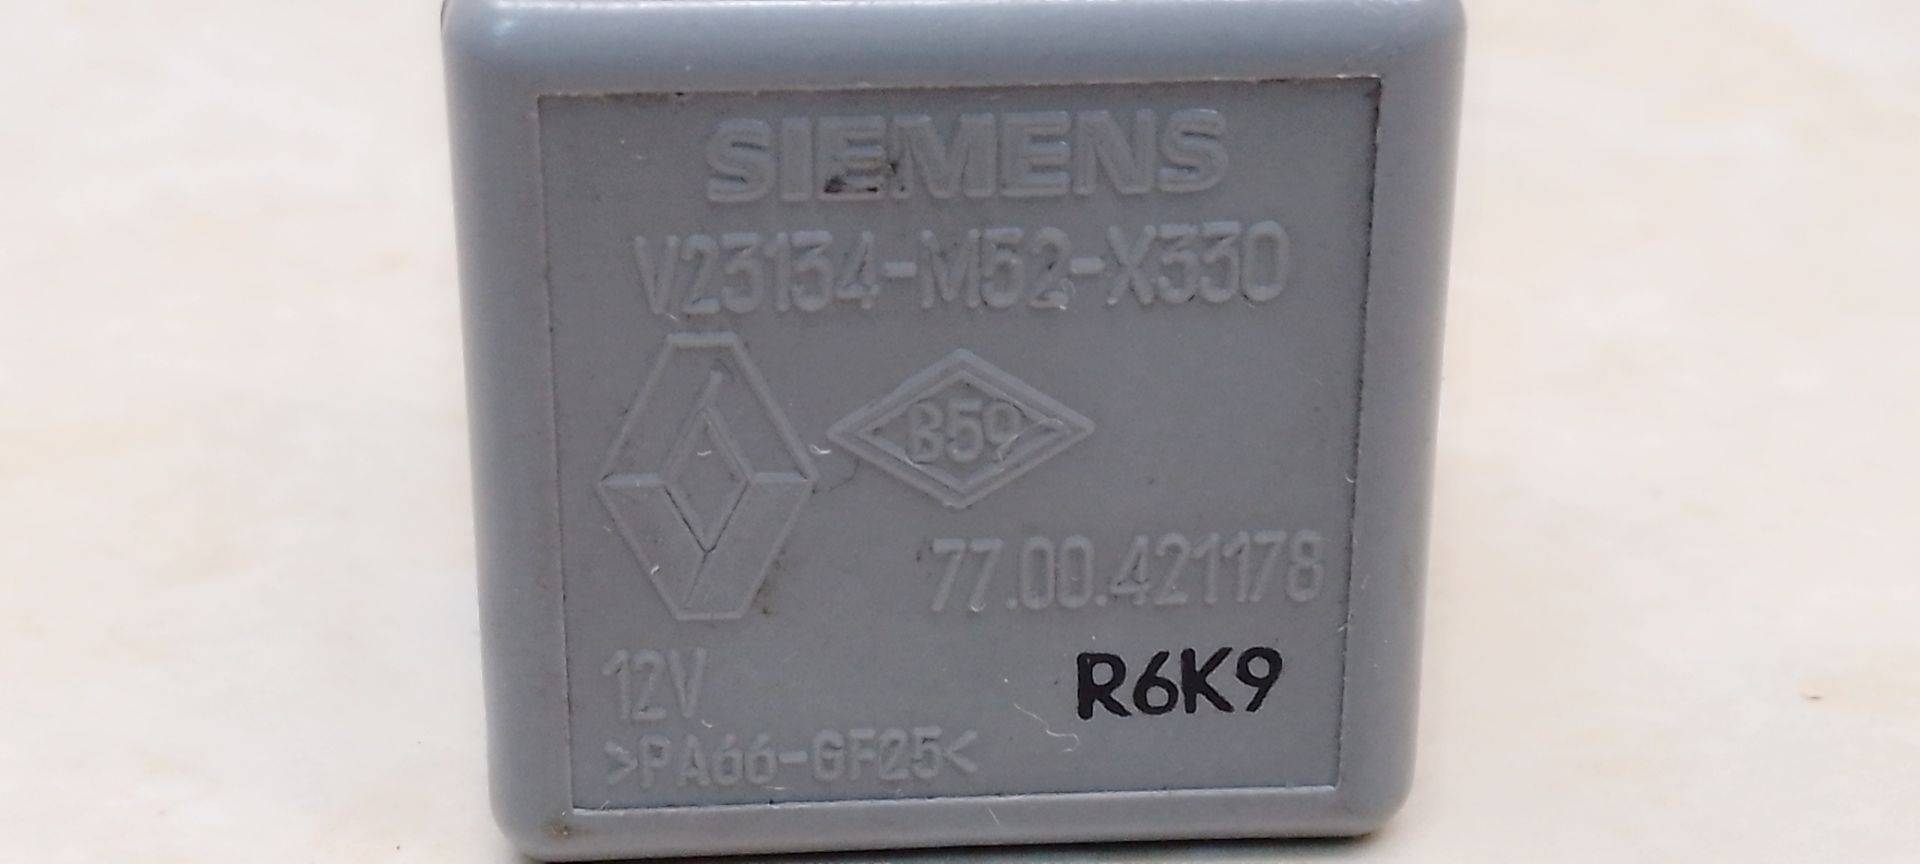 SIEMENS
V23134-M52-X330
B59
77.00.421178
12V
R6K9
>PA66-GF25<